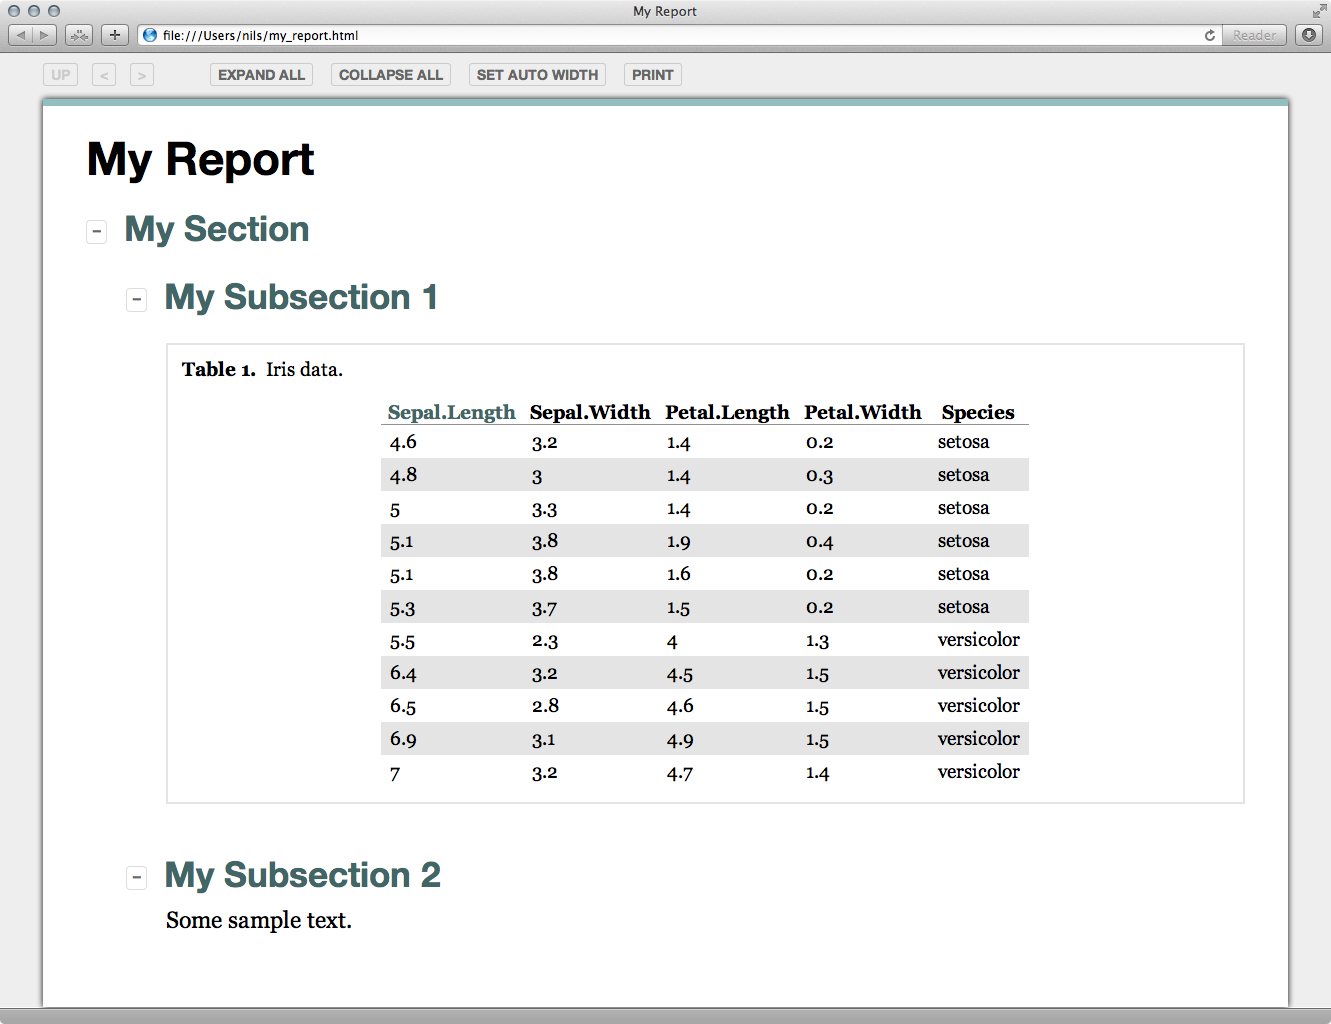 My Report
file:///Users/nils/my_report.html
Reader
UP < > EXPAND ALL COLLAPSE ALL SET AUTO WIDTH PRINT
My Report
- My Section
- My Subsection 1
Table 1. Iris data.
Sepal.Length Sepal.Width Petal.Length Petal.Width Species
4.6 3.2 1.4 0.2 setosa
4.8 3 1.4 0.3 setosa
5 3.3 1.4 0.2 setosa
5.1 3.8 1.9 0.4 setosa
5.1 3.8 1.6 0.2 setosa
5.3 3.7 1.5 0.2 setosa
5.5 2.3 4 1.3 versicolor
6.4 3.2 4.5 1.5 versicolor
6.5 2.8 4.6 1.5 versicolor
6.9 3.1 4.9 1.5 versicolor
7 3.2 4.7 1.4 versicolor
- My Subsection 2
Some sample text.